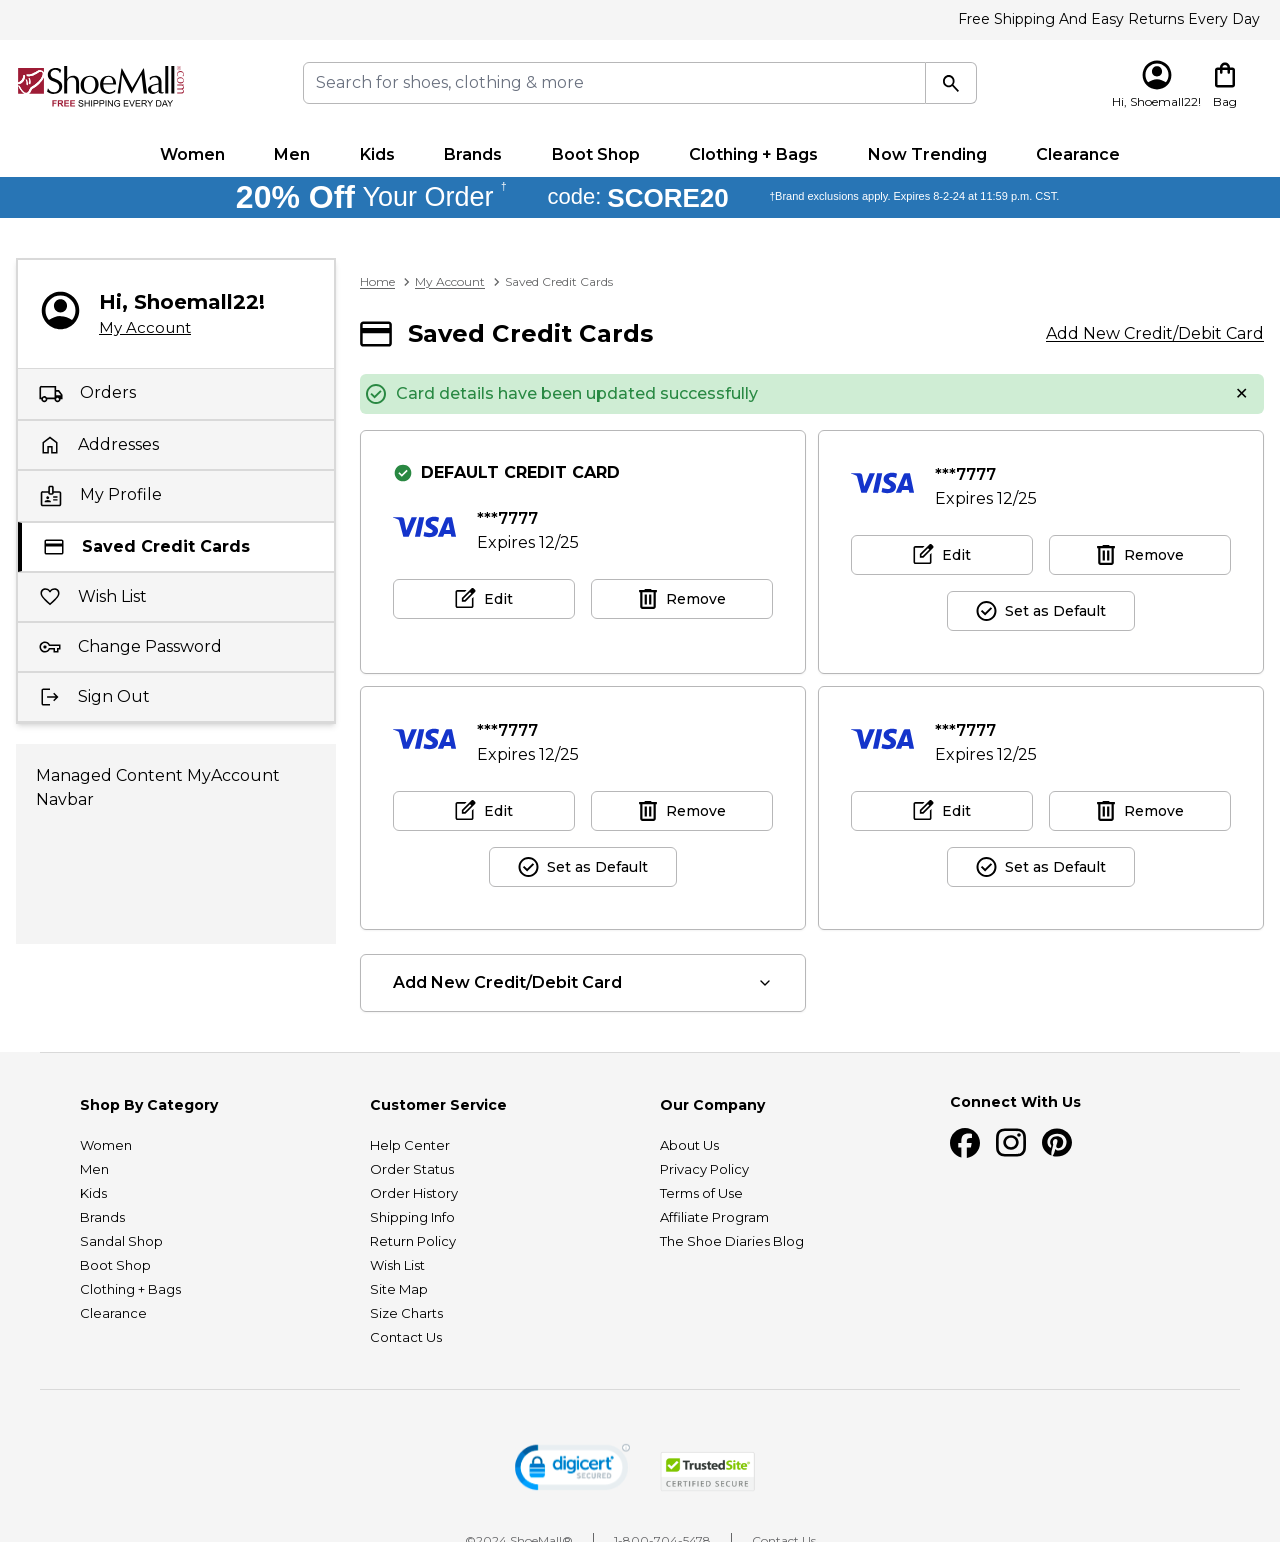 Free Shipping And Easy Returns Every Day
ShoeMall®.com
FREE SHIPPING EVERY DAY
Search for shoes, clothing & more
Hi, Shoemall22!
Bag
Women Men Kids Brands Boot Shop Clothing + Bags Now Trending Clearance
20% Off Your Order † code: SCORE20 †Brand exclusions apply. Expires 8-2-24 at 11:59 p.m. CST.
Hi, Shoemall22!
My Account
Orders
Addresses
My Profile
Saved Credit Cards
Wish List
Change Password
Sign Out
Managed Content MyAccount
Navbar
Home > My Account > Saved Credit Cards
Saved Credit Cards
Add New Credit/Debit Card
Card details have been updated successfully
DEFAULT CREDIT CARD
VISA
***7777
Expires 12/25
Edit
Remove
VISA
***7777
Expires 12/25
Edit
Remove
Set as Default
VISA
***7777
Expires 12/25
Edit
Remove
Set as Default
VISA
***7777
Expires 12/25
Edit
Remove
Set as Default
Add New Credit/Debit Card
Shop By Category
Women
Men
Kids
Brands
Sandal Shop
Boot Shop
Clothing + Bags
Clearance
Customer Service
Help Center
Order Status
Order History
Shipping Info
Return Policy
Wish List
Site Map
Size Charts
Contact Us
Our Company
About Us
Privacy Policy
Terms of Use
Affiliate Program
The Shoe Diaries Blog
Connect With Us
digicert
SECURED
TrustedSite
CERTIFIED SECURE
©2024 ShoeMall® | 1-800-704-5478 | Contact Us